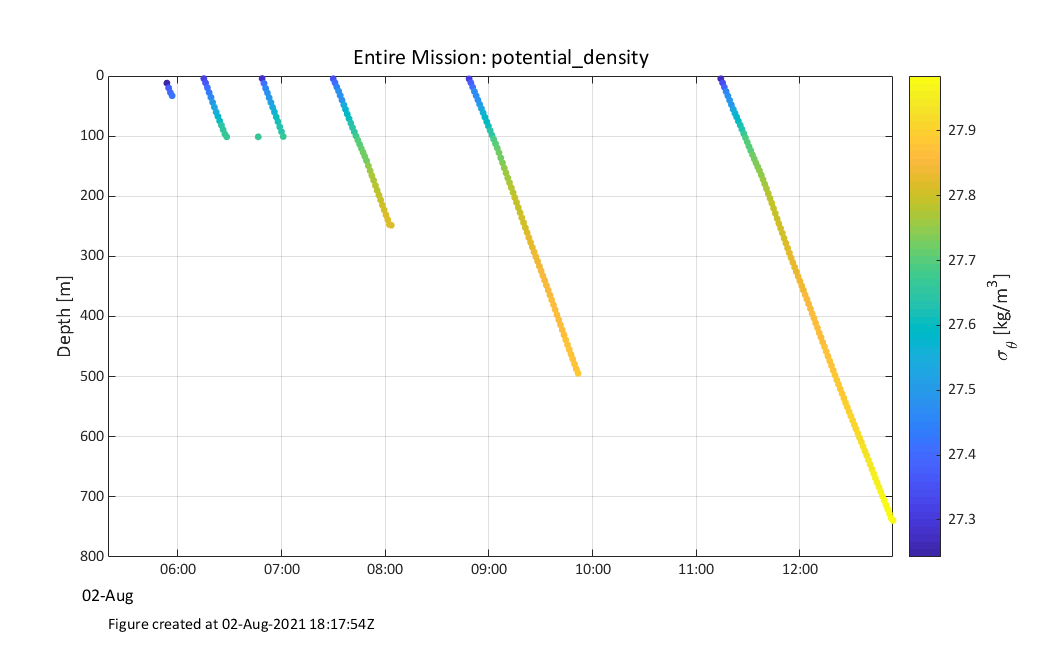 Entire Mission: potential_density
0
100
200
300
400
500
600
700
800
Depth [m]
06:00 07:00 08:00 09:00 10:00 11:00 12:00
02-Aug
Figure created at 02-Aug-2021 18:17:54Z
27.9
27.8
27.7
27.6
27.5
27.4
27.3
σθ [kg/m³]